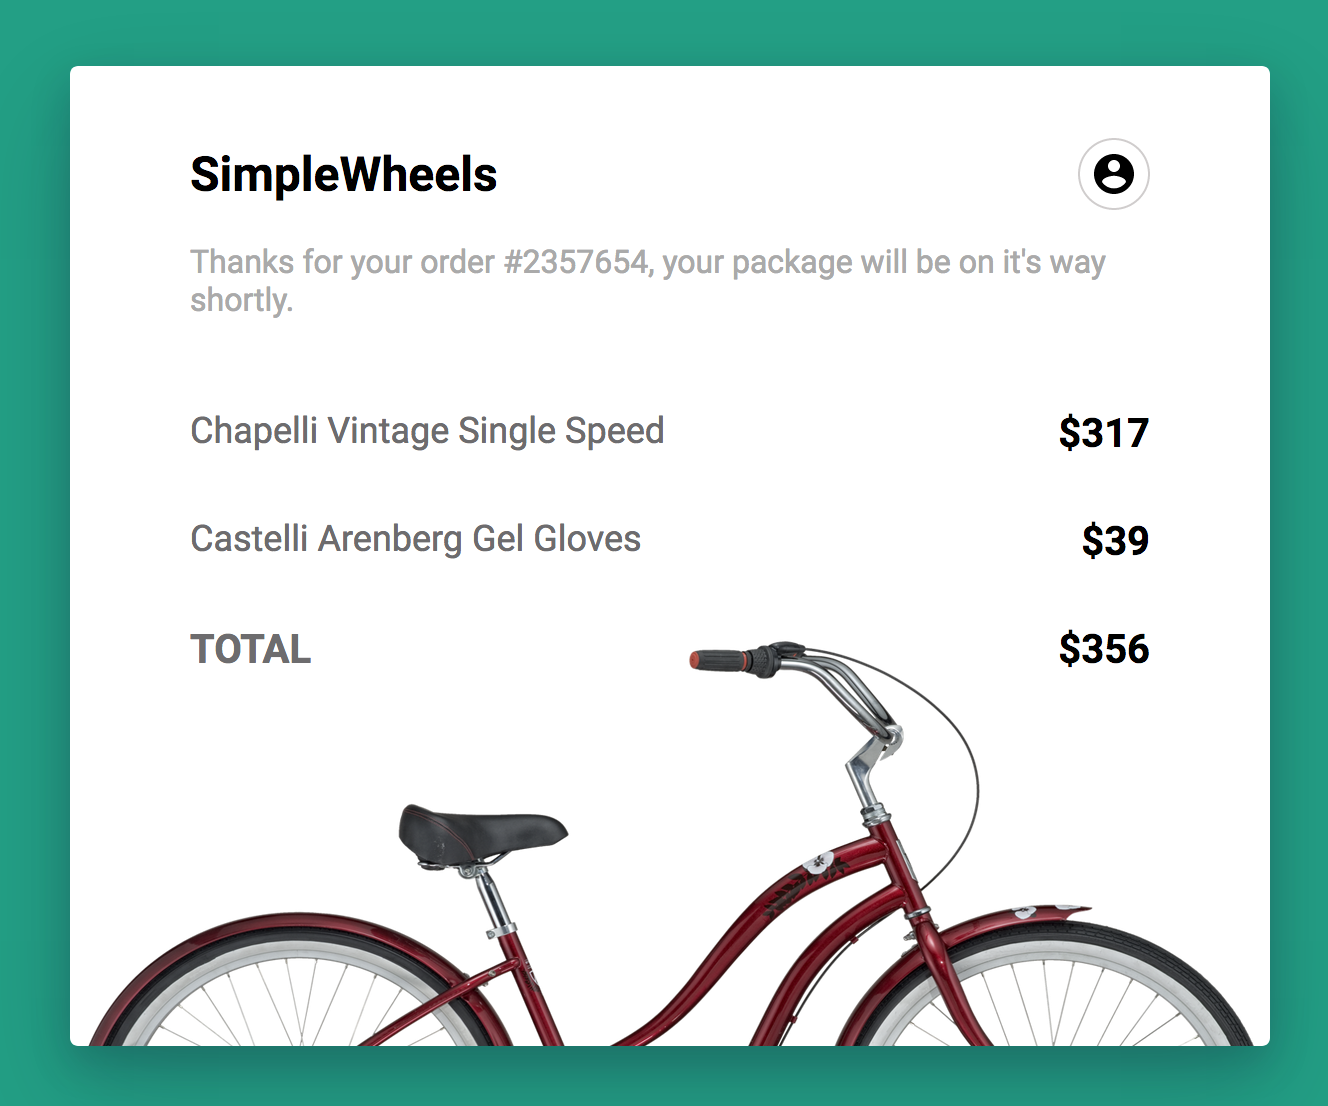 SimpleWheels
Thanks for your order #2357654, your package will be on it's way
shortly.
Chapelli Vintage Single Speed $317
Castelli Arenberg Gel Gloves $39
TOTAL $356